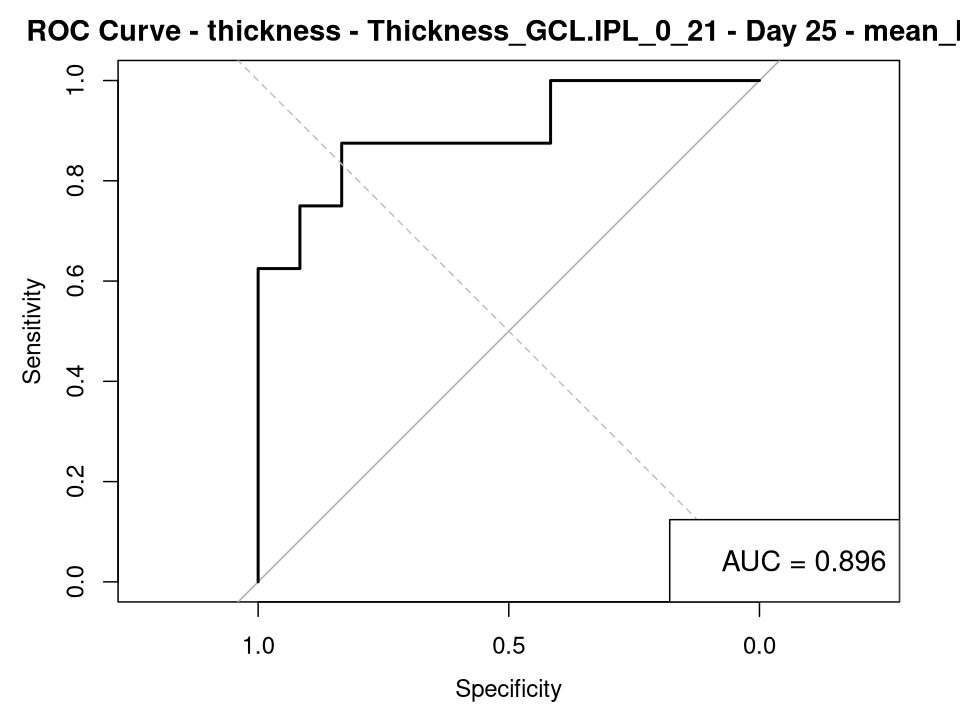 ROC Curve - thickness - Thickness_GCL.IPL_0_21 - Day 25 - mean_
Sensitivity
1.0
0.8
0.6
0.4
0.2
0.0
AUC = 0.896
1.0 0.5 0.0
Specificity